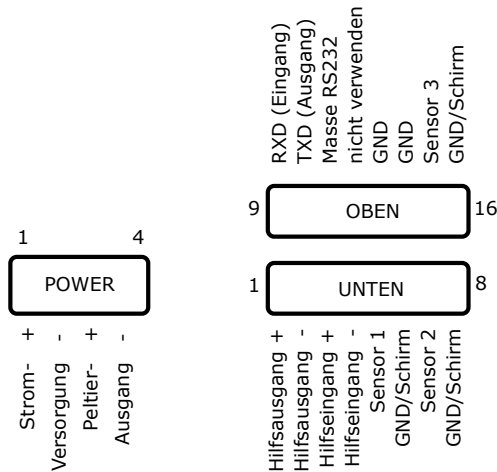 RXD (Eingang)
TXD (Ausgang)
Masse RS232
nicht verwenden
GND
GND
Sensor 3
GND/Schirm
9
OBEN
16
1
4
POWER
1
UNTEN
8
Strom- +
Versorgung -
Peltier- +
Ausgang -
Hilfsausgang +
Hilfsausgang -
Hilfseingang +
Hilfseingang -
Sensor 1
GND/Schirm
Sensor 2
GND/Schirm